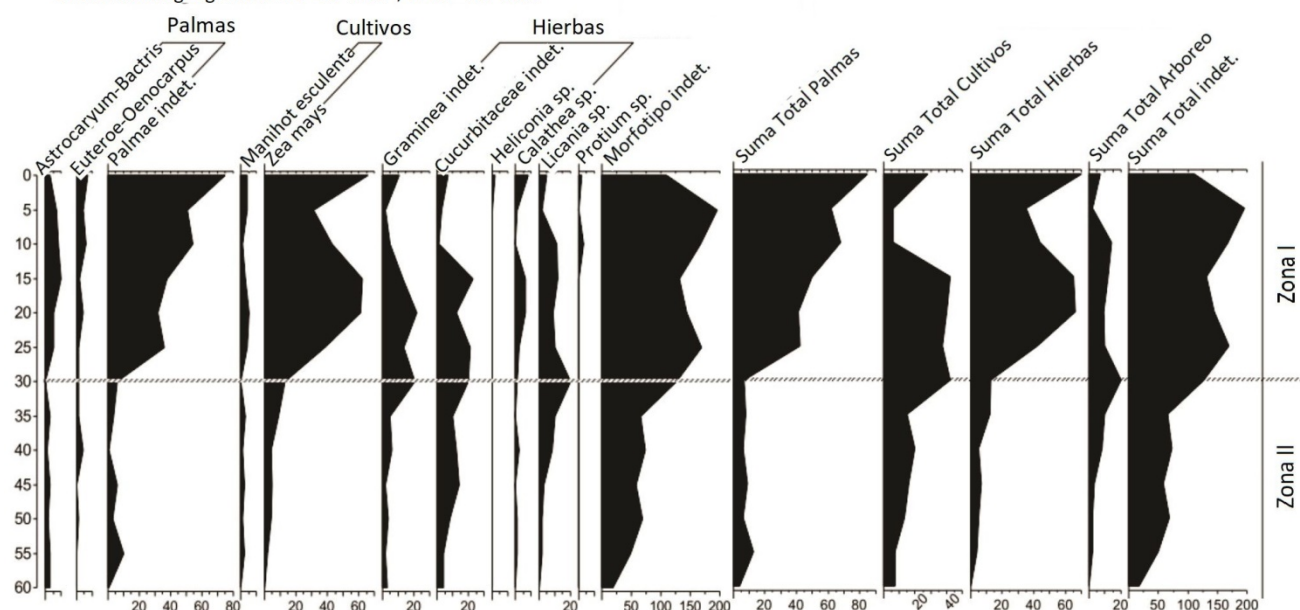 Palmas
Cultivos
Hierbas
Astrocaryum-Bactris
Euteroe-Oenocarpus
Palmae indet.
Manihot esculenta
Zea mays
Graminea indet.
Cucurbitaceae indet.
Heliconia sp.
Calathea sp.
Licania sp.
Protium sp.
Morfotipo indet.
Suma Total Palmas
Suma Total Cultivos
Suma Total Hierbas
Suma Total Arboreo
Suma Total indet.
0
5
10
15
20
25
30
35
40
45
50
55
60
Zona I
Zona II
20 40 60 80
20 40 60
20
20
20
50 100 150 200
20 40 60 80
20 40
20 40 60
20
50 100 150 200